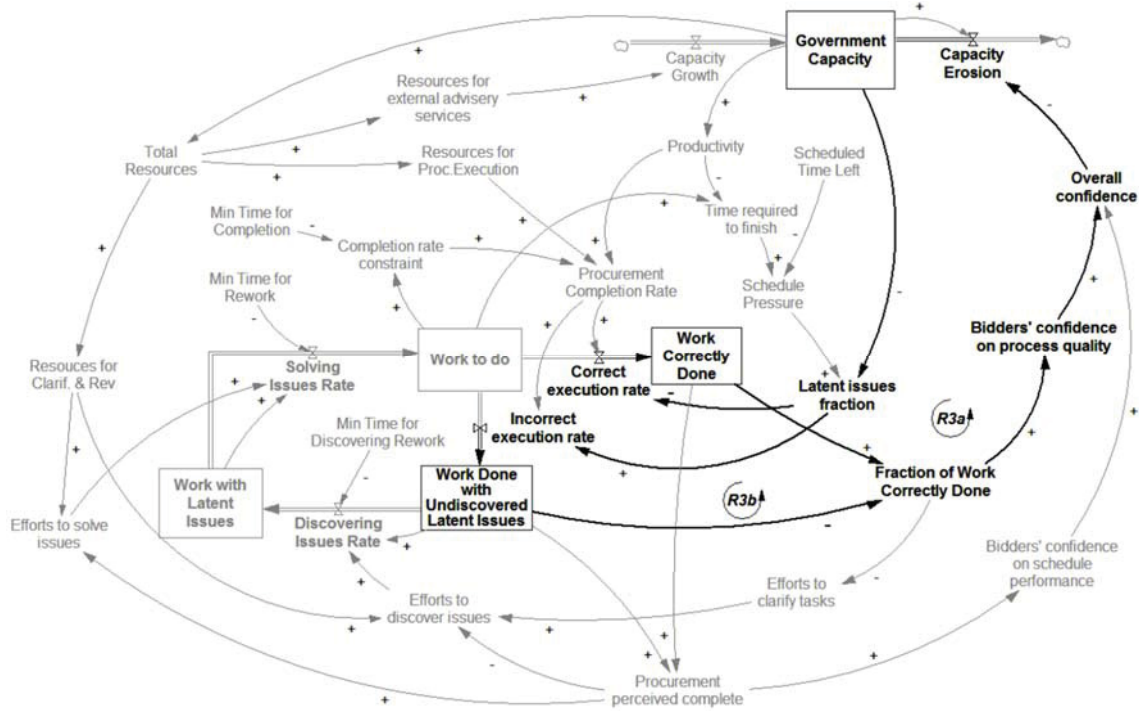 Government
Capacity
Capacity
Growth
Capacity
Erosion
Resources for
external advisery
services
Total
Resources
Resources for
Proc.Execution
Productivity
Scheduled
Time Left
Overall
confidence
Min Time for
Completion
Completion rate
constraint
Time required
to finish
Min Time for
Rework
Procurement
Completion Rate
Schedule
Pressure
Bidders' confidence
on process quality
Resouces for
Clarif. & Rev
Solving
Issues Rate
Work to do
Work
Correctly
Done
Correct
execution rate
Latent issues
fraction
R3a
Incorrect
execution rate
Min Time for
Discovering Rework
Work with
Latent
Issues
Work Done
with
Undiscovered
Latent Issues
R3b
Fraction of Work
Correctly Done
Efforts to solve
issues
Discovering
Issues Rate
Bidders' confidence
on schedule
performance
Efforts to
discover issues
Efforts to
clarify tasks
Procurement
perceived complete